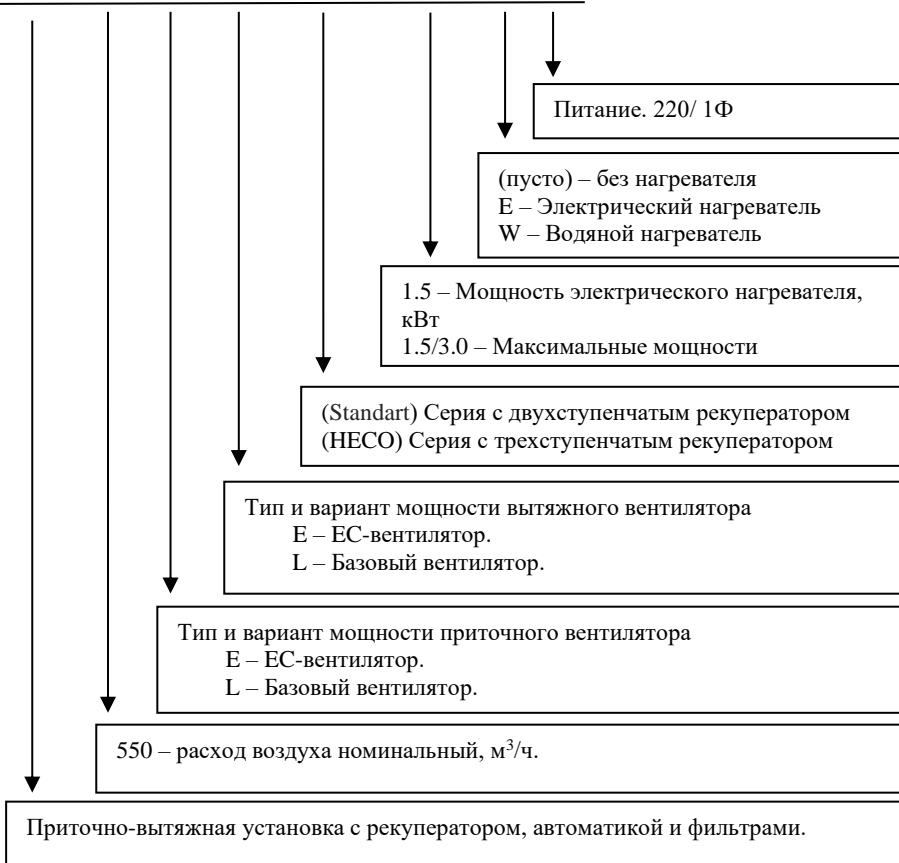 Питание. 220/ 1Ф
(пусто) – без нагревателя
E – Электрический нагреватель
W – Водяной нагреватель
1.5 – Мощность электрического нагревателя,
кВт
1.5/3.0 – Максимальные мощности
(Standart) Серия с двухступенчатым рекуператором
(HECO) Серия с трехступенчатым рекуператором
Тип и вариант мощности вытяжного вентилятора
E – ЕС-вентилятор.
L – Базовый вентилятор.
Тип и вариант мощности приточного вентилятора
E – ЕС-вентилятор.
L – Базовый вентилятор.
550 – расход воздуха номинальный, м³/ч.
Приточно-вытяжная установка с рекуператором, автоматикой и фильтрами.